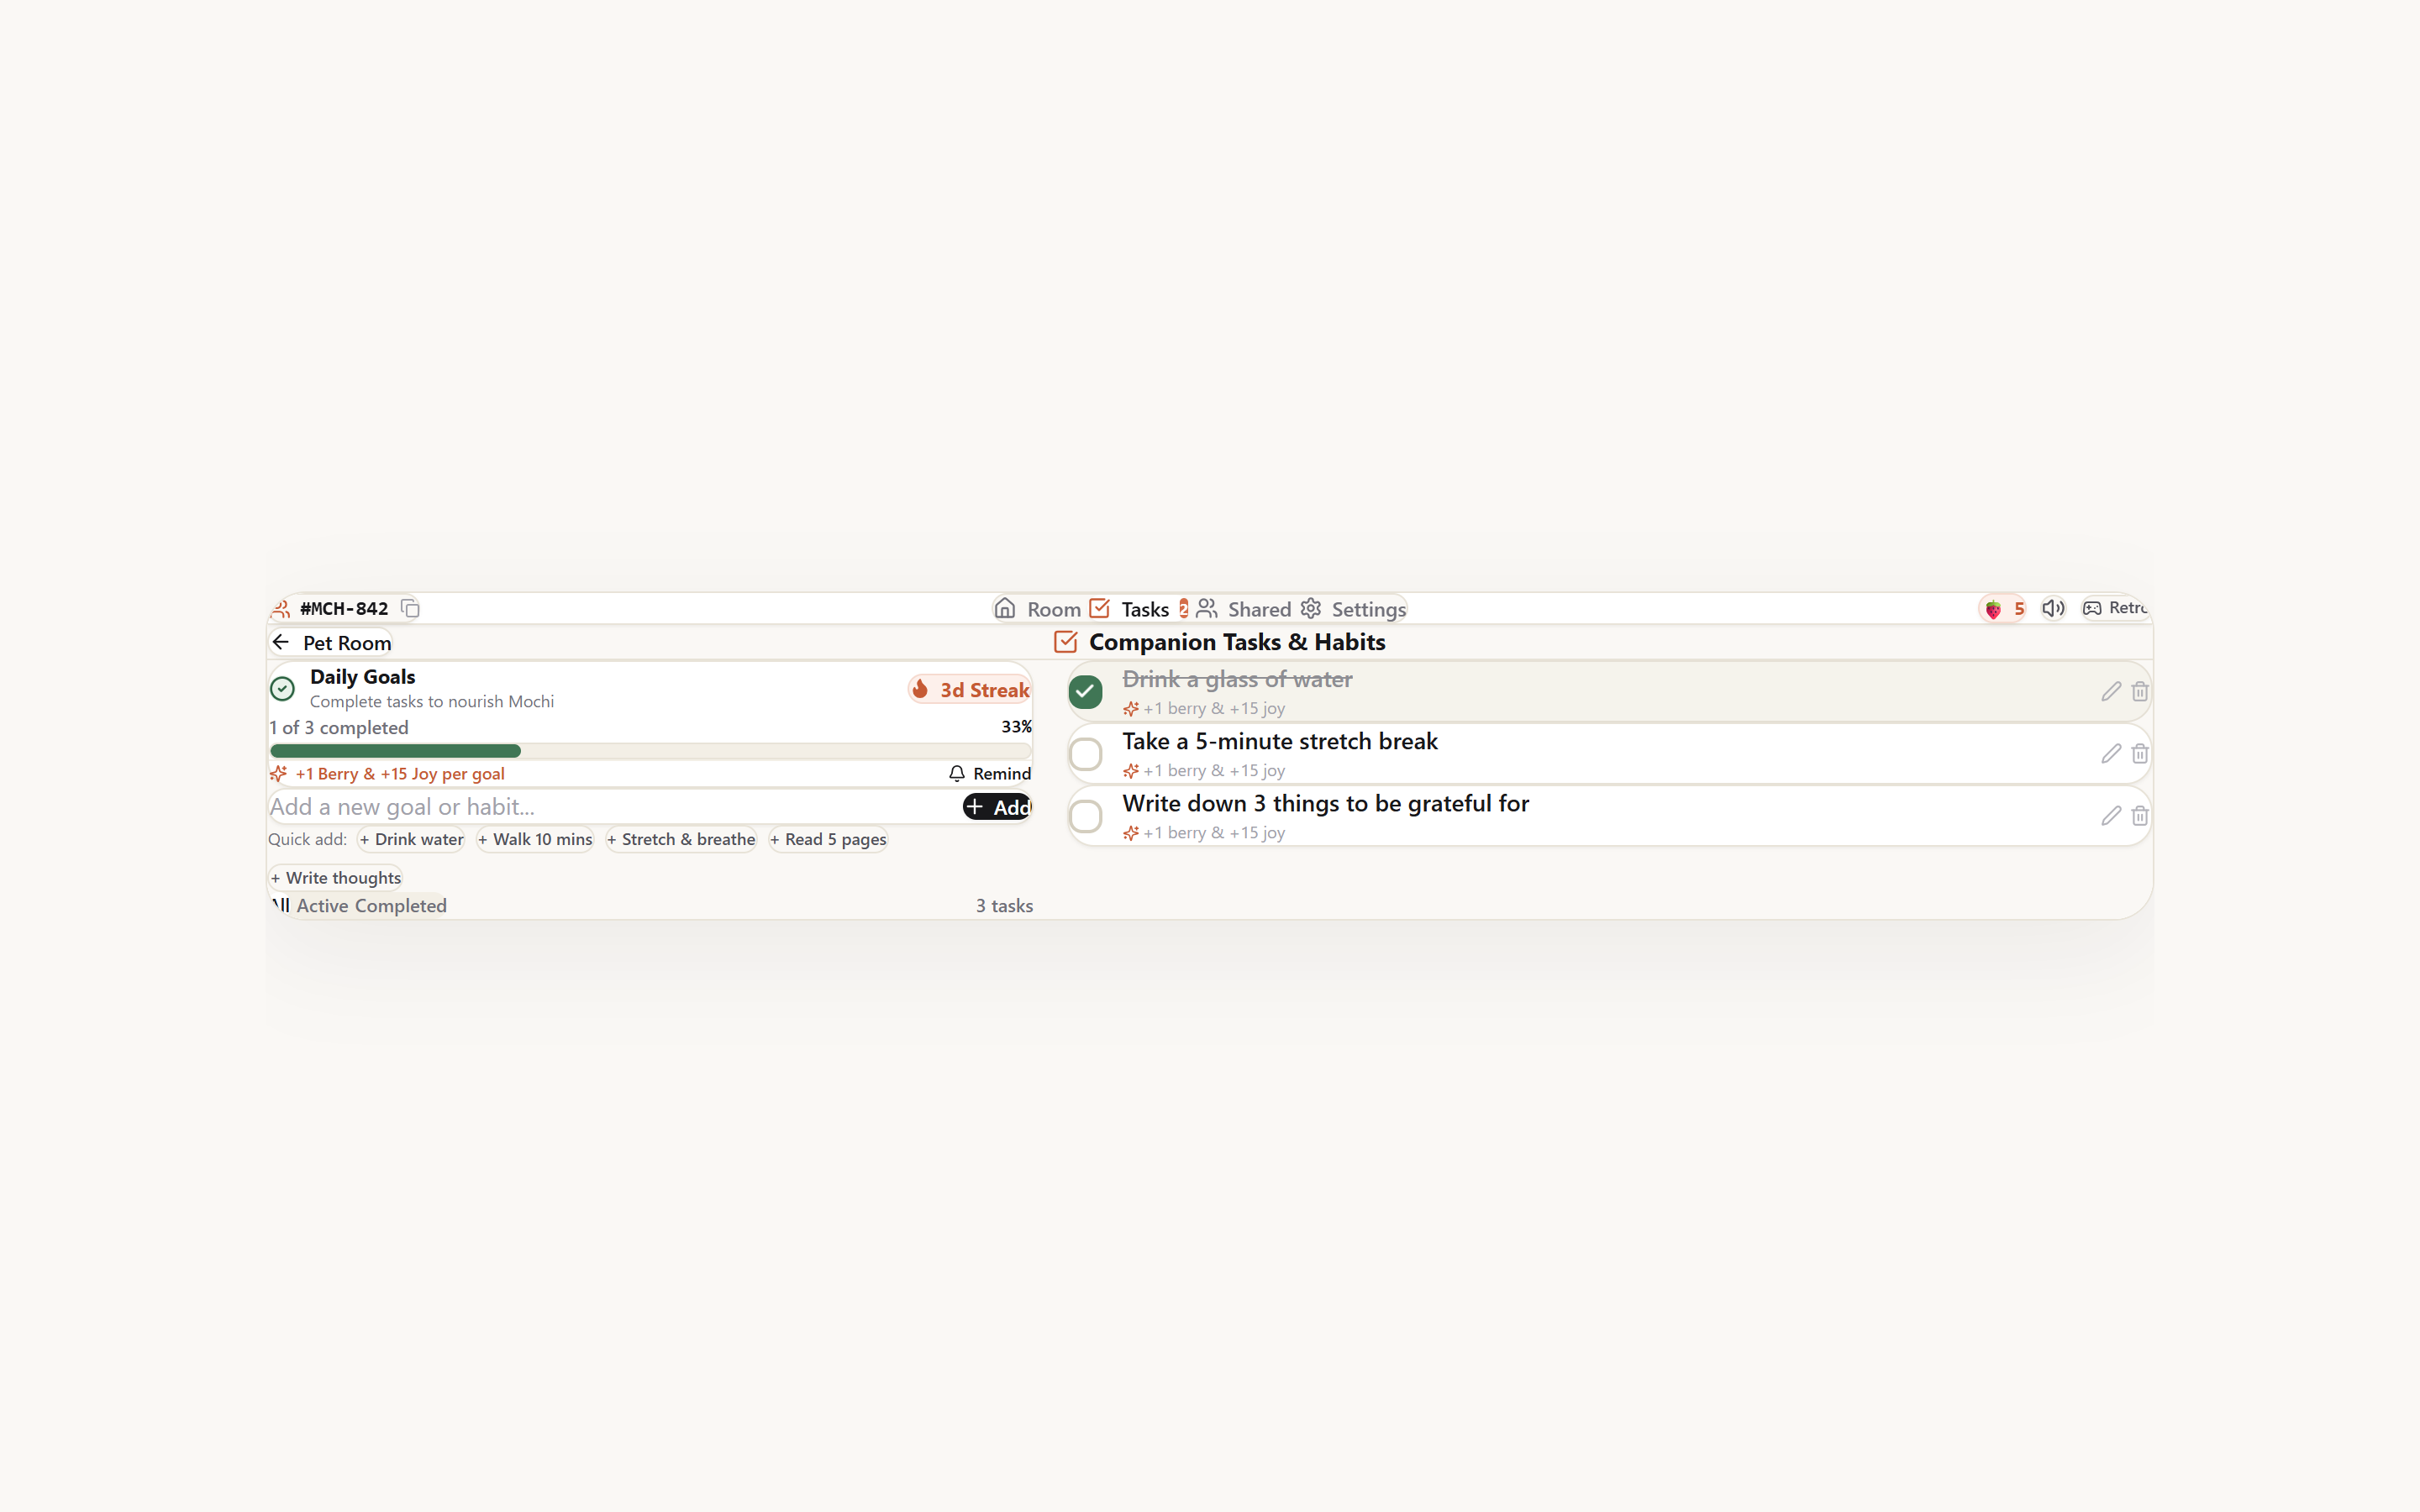 #MCH-842
Room Tasks 2 Shared Settings
5
Pet Room
Companion Tasks & Habits
Daily Goals
Complete tasks to nourish Mochi
3d Streak
1 of 3 completed
33%
+1 Berry & +15 Joy per goal
Remind
Add a new goal or habit...
+ Add
Quick add: + Drink water + Walk 10 mins + Stretch & breathe + Read 5 pages
+ Write thoughts
Active Completed
3 tasks
Drink a glass of water
+1 berry & +15 joy
Take a 5-minute stretch break
+1 berry & +15 joy
Write down 3 things to be grateful for
+1 berry & +15 joy